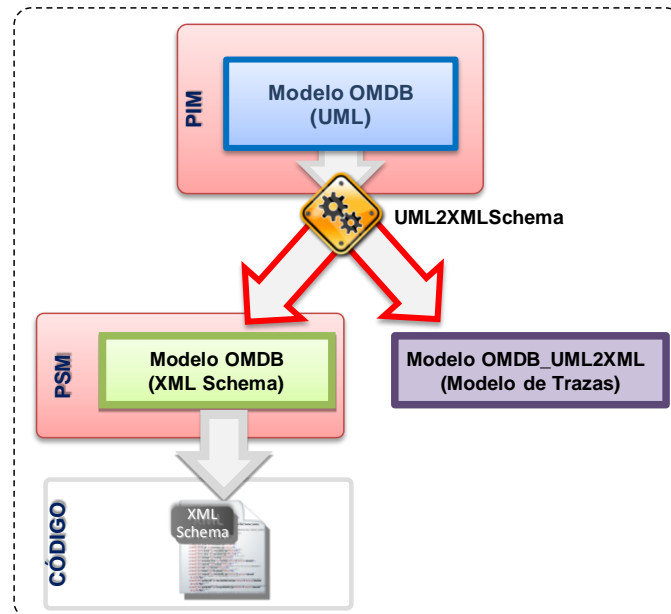 PIM
Modelo OMDB
(UML)
UML2XMLSchema
PSM
Modelo OMDB
(XML Schema)
Modelo OMDB_UML2XML
(Modelo de Trazas)
CÓDIGO
XML
Schema